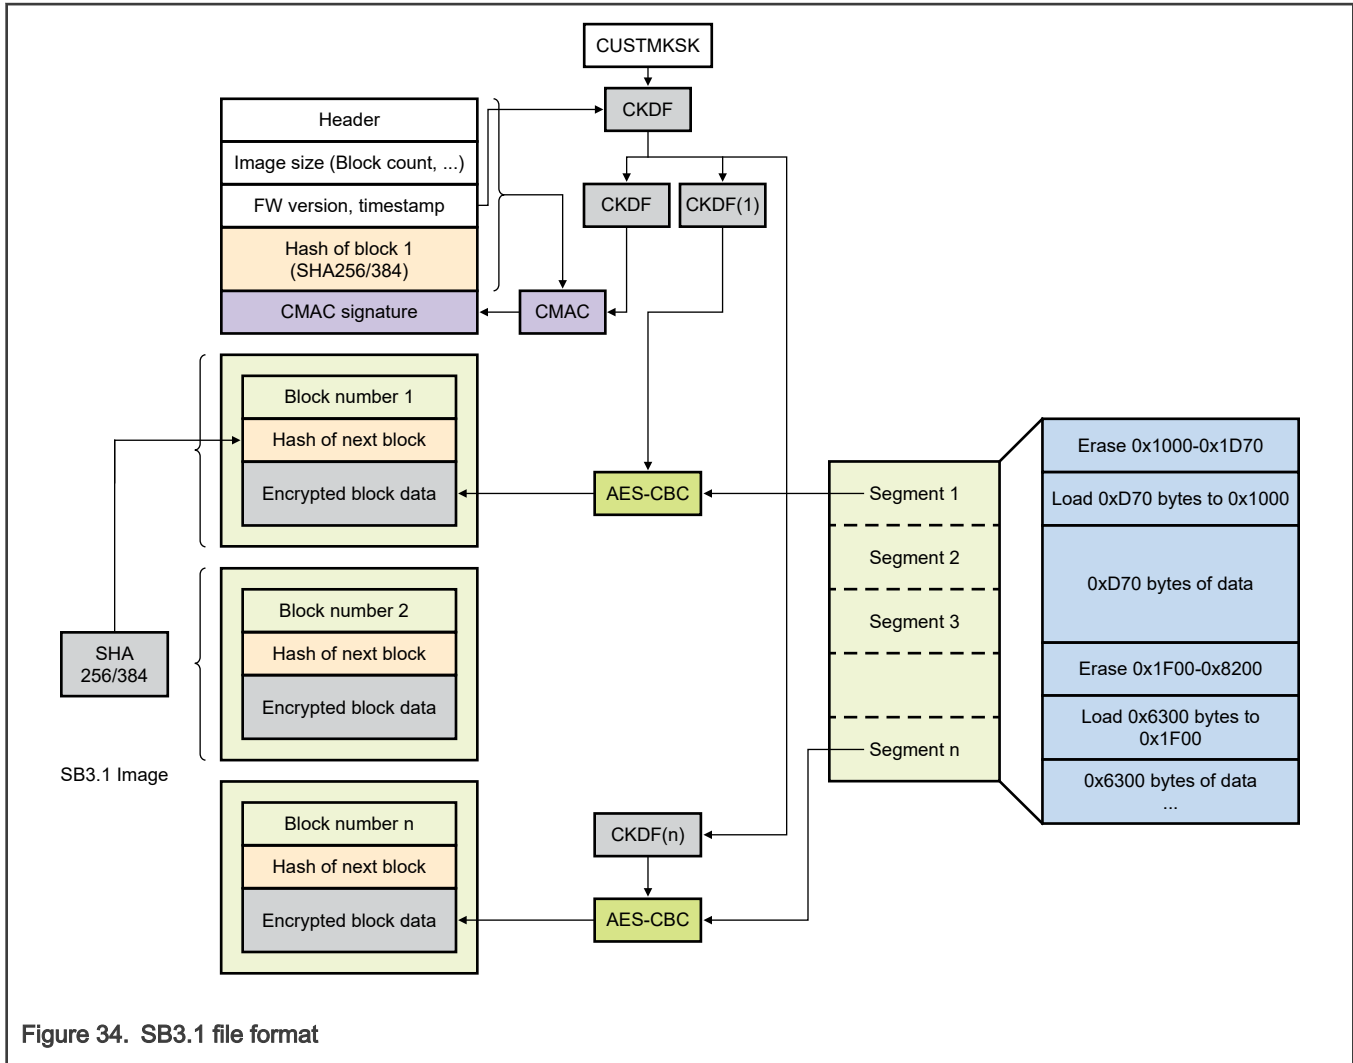 CUSTMKSK
CKDF
Header
Image size (Block count, ...)
FW version, timestamp
Hash of block 1
(SHA256/384)
CMAC signature
CKDF
CKDF(1)
CMAC
Block number 1
Hash of next block
Encrypted block data
AES-CBC
Segment 1
Segment 2
Segment 3
Segment n
Erase 0x1000-0x1D70
Load 0xD70 bytes to 0x1000
0xD70 bytes of data
Erase 0x1F00-0x8200
Load 0x6300 bytes to
0x1F00
0x6300 bytes of data
...
Block number 2
Hash of next block
Encrypted block data
SHA
256/384
SB3.1 Image
Block number n
Hash of next block
Encrypted block data
CKDF(n)
AES-CBC
Figure 34. SB3.1 file format